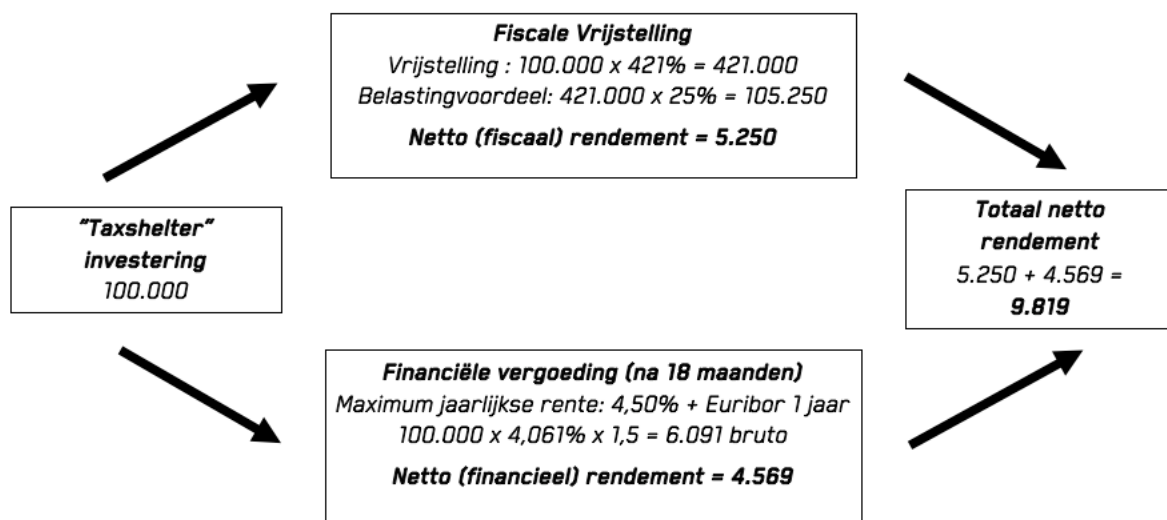 Fiscale Vrijstelling
Vrijstelling : 100.000 x 421% = 421.000
Belastingvoordeel: 421.000 x 25% = 105.250
Netto (fiscaal) rendement = 5.250
"Taxshelter"
investering
100.000
Totaal netto
rendement
5.250 + 4.569 =
9.819
Financiële vergoeding (na 18 maanden)
Maximum jaarlijkse rente: 4,50% + Euribor 1 jaar
100.000 x 4,061% x 1,5 = 6.091 bruto
Netto (financieel) rendement = 4.569